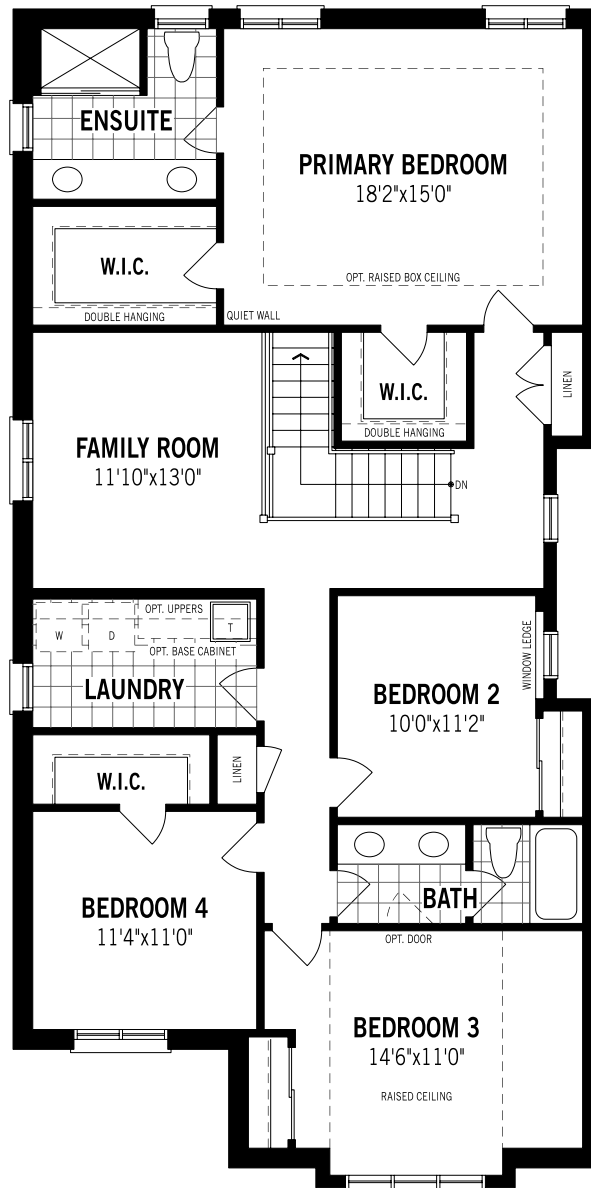 ENSUITE
PRIMARY BEDROOM
18'2"x15'0"
OPT. RAISED BOX CEILING
W.I.C.
DOUBLE HANGING
QUIET WALL
W.I.C.
DOUBLE HANGING
LINEN
FAMILY ROOM
11'10"x13'0"
DN
OPT. UPPERS
W
D
T
OPT. BASE CABINET
LAUNDRY
WINDOW LEDGE
BEDROOM 2
10'0"x11'2"
W.I.C.
LINEN
BATH
BEDROOM 4
11'4"x11'0"
OPT. DOOR
BEDROOM 3
14'6"x11'0"
RAISED CEILING